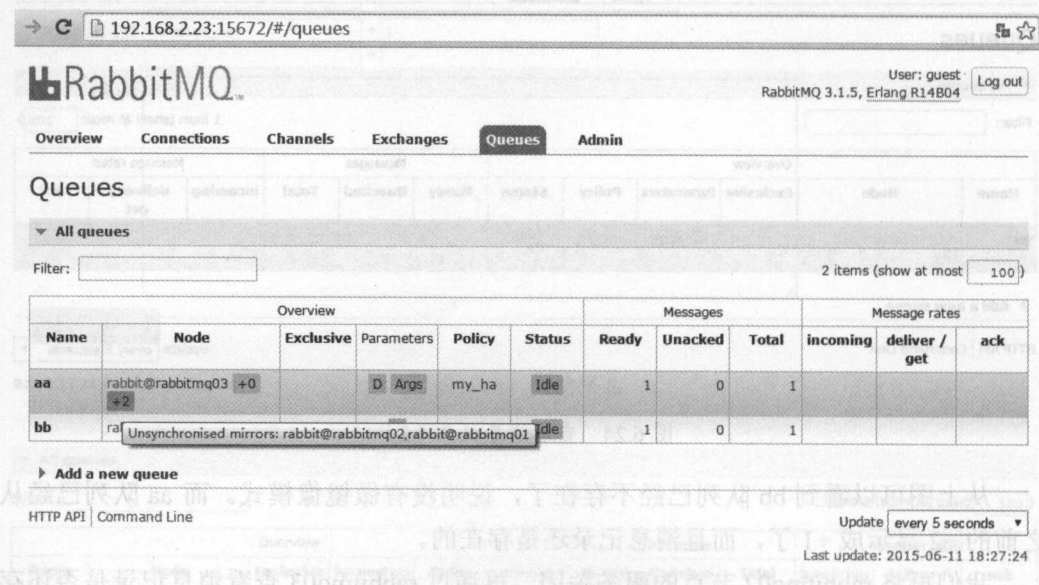 192.168.2.23:15672/#/queues
RabbitMQ
User: guest
Log out
RabbitMQ 3.1.5, Erlang R14B04
Overview Connections Channels Exchanges Queues Admin
Queues
All queues
Filter:
2 items (show at most 100)
Overview Messages Message rates
Name Node Exclusive Parameters Policy Status Ready Unacked Total incoming deliver / get ack
aa rabbit@rabbitmq03 +0 D Args my_ha Idle 1 0 1
+2
bb Idle 1 0 1
Unsynchronised mirrors: rabbit@rabbitmq02,rabbit@rabbitmq01
Add a new queue
HTTP API Command Line
Update every 5 seconds
Last update: 2015-06-11 18:27:24